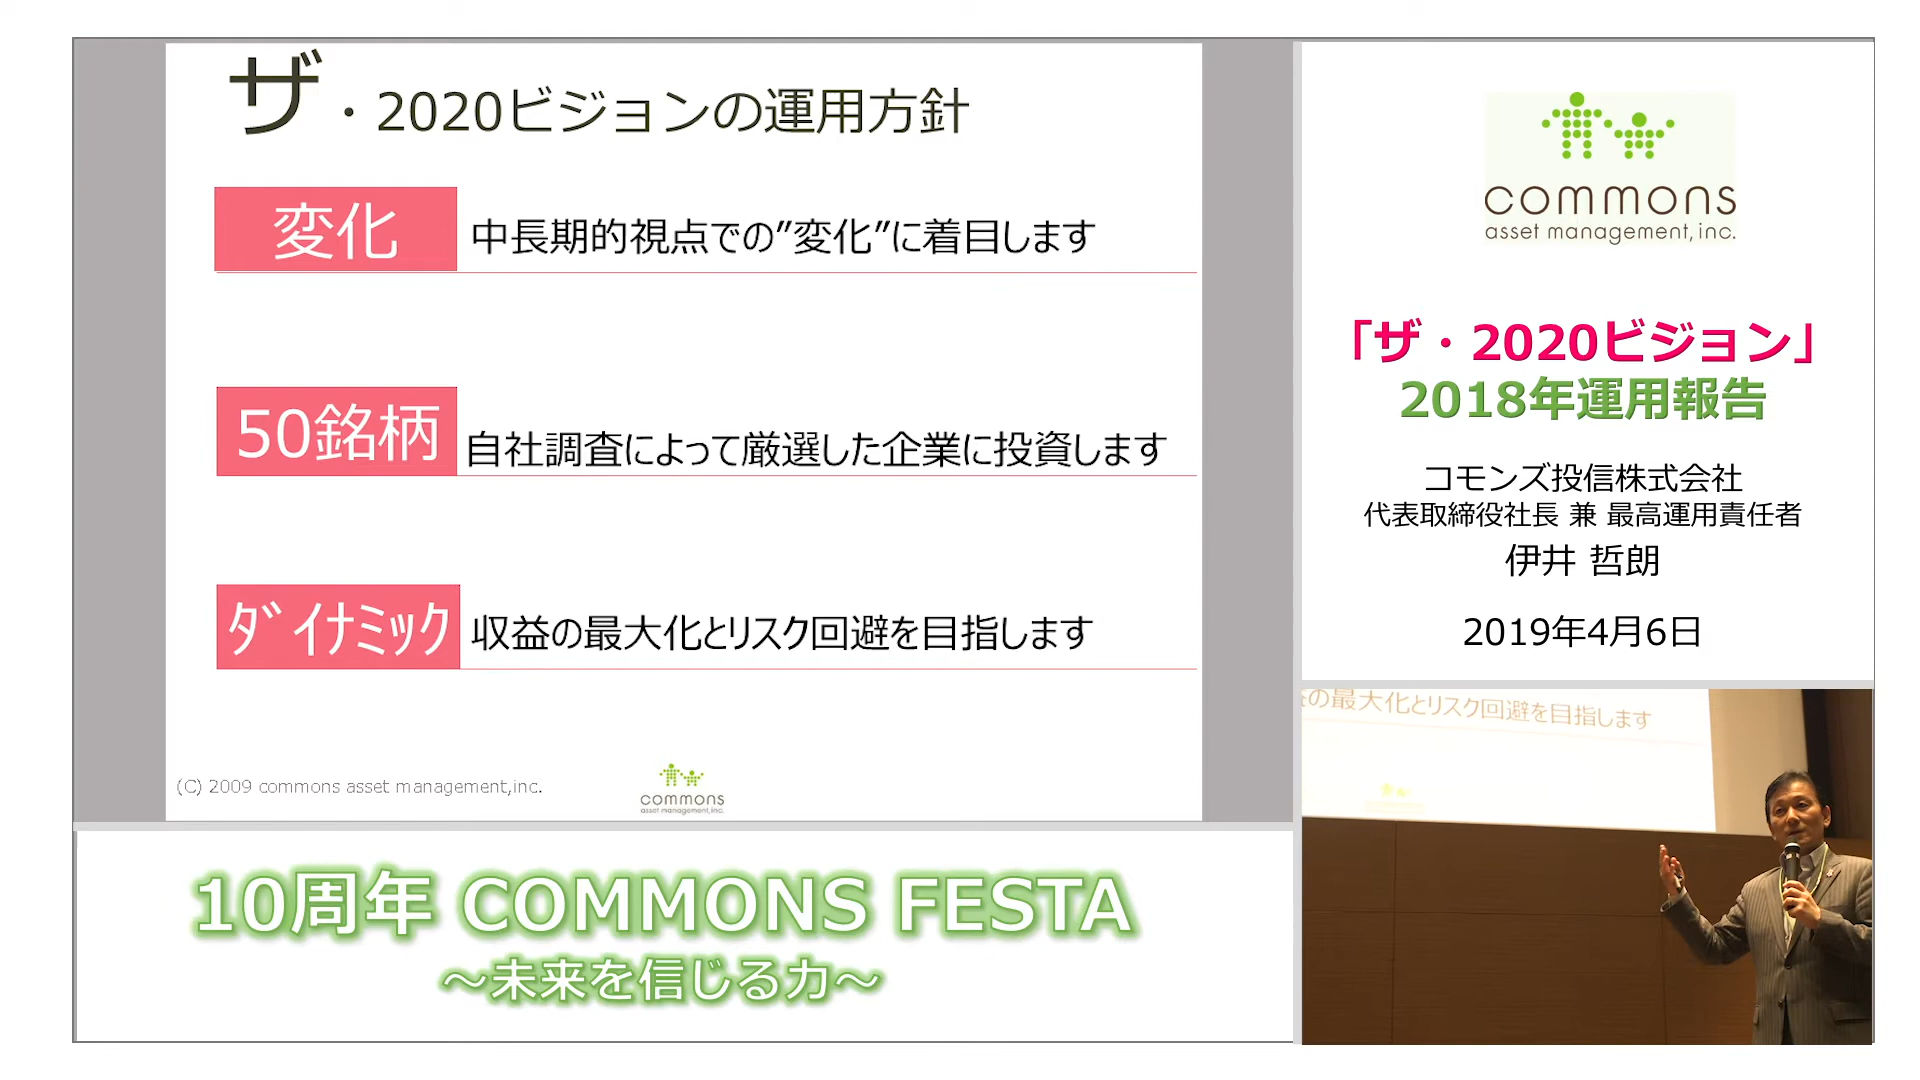 ザ・2020ビジョンの運用方針
変化
中長期的視点での”変化”に着目します
50銘柄
自社調査によって厳選した企業に投資します
ﾀﾞｲﾅﾐｯｸ
収益の最大化とリスク回避を目指します
(C) 2009 commons asset management,inc.
commons
asset management,inc.
commons
asset management,inc.
「ザ・2020ビジョン」
2018年運用報告
コモンズ投信株式会社
代表取締役社長 兼 最高運用責任者
伊井 哲朗
2019年4月6日
の最大化とリスク回避を目指します
10周年 COMMONS FESTA
～未来を信じる力～